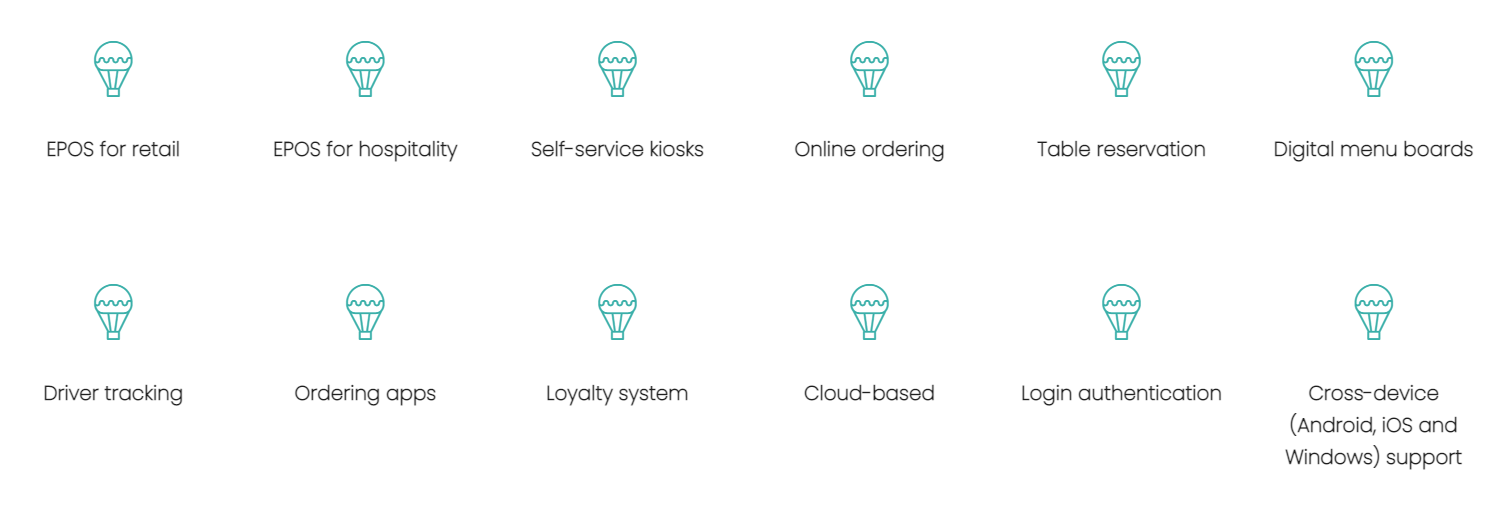 EPOS for retail
EPOS for hospitality
Self-service kiosks
Online ordering
Table reservation
Digital menu boards
Driver tracking
Ordering apps
Loyalty system
Cloud-based
Login authentication
Cross-device
(Android, iOS and
Windows) support